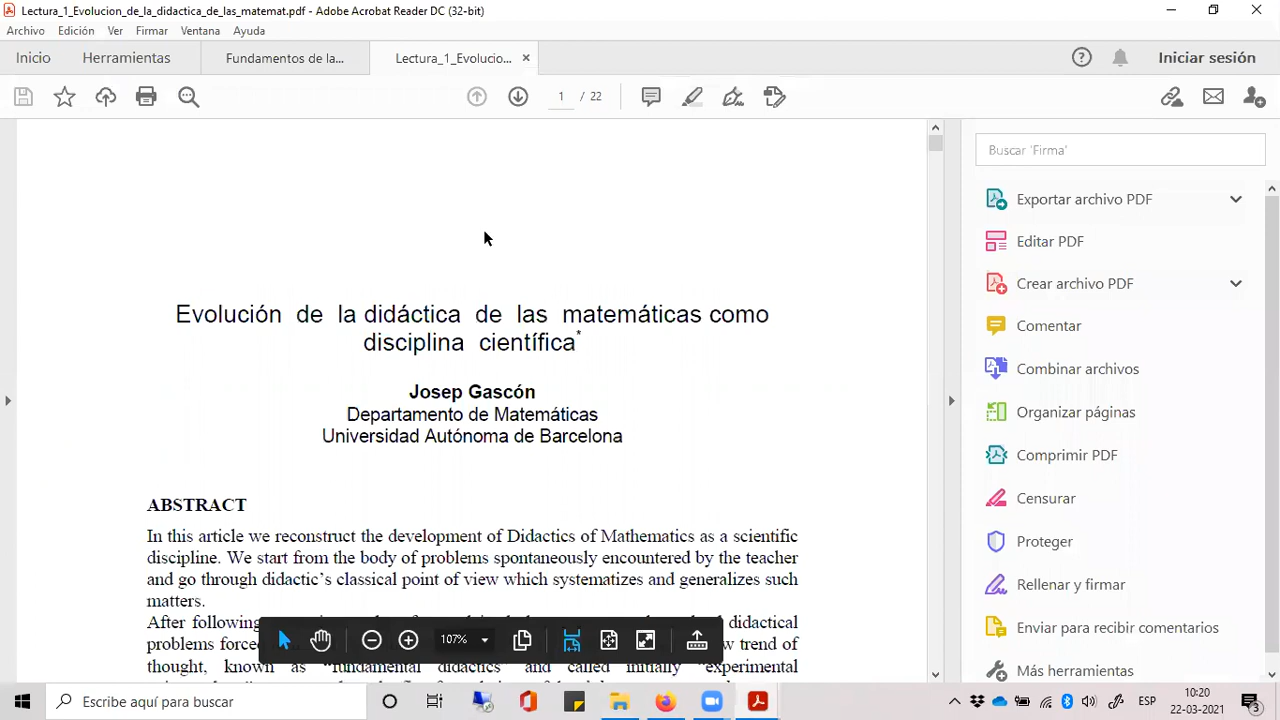 Lectura_1_Evolucion_de_la_didactica_de_las_matemat.pdf - Adobe Acrobat Reader DC (32-bit)
Archivo Edición Ver Firmar Ventana Ayuda
Inicio Herramientas Fundamentos de la... Lectura_1_Evolucio... × Iniciar sesión
1 / 22
Buscar 'Firma'
Exportar archivo PDF
Editar PDF
Crear archivo PDF
Comentar
Combinar archivos
Organizar páginas
Comprimir PDF
Censurar
Proteger
Rellenar y firmar
Enviar para recibir comentarios
Más herramientas
Evolución de la didáctica de las matemáticas como
disciplina científica*
Josep Gascón
Departamento de Matemáticas
Universidad Autónoma de Barcelona
ABSTRACT
In this article we reconstruct the development of Didactics of Mathematics as a scientific
discipline. We start from the body of problems spontaneously encountered by the teacher
and go through didactic's classical point of view which systematizes and generalizes such
matters.
After following didactical
problems trend of
thought, known as "fundamental didactics" and called initially "experimental
107%
Escribe aquí para buscar
ESP
10:20
22-03-2021
3